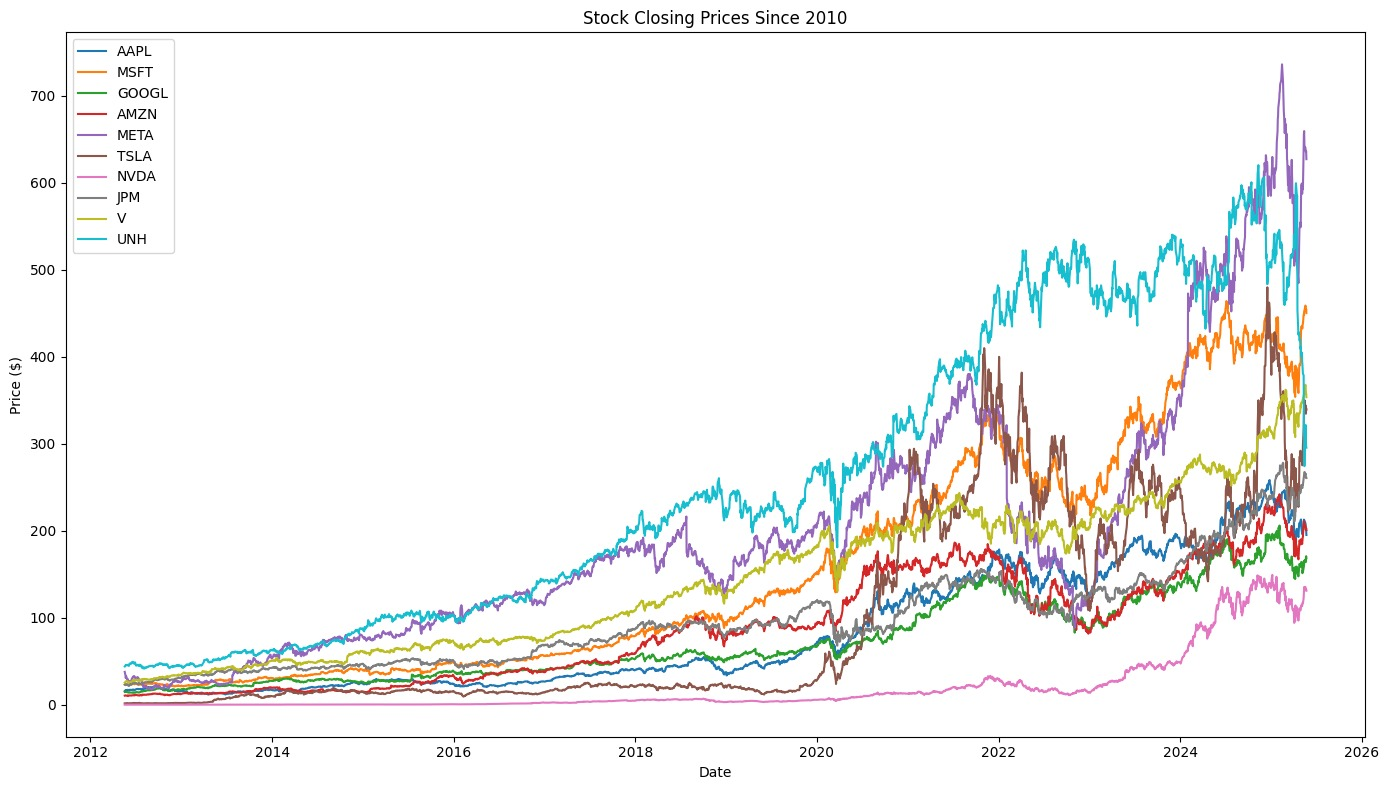 Stock Closing Prices Since 2010
AAPL
MSFT
GOOGL
AMZN
META
TSLA
NVDA
JPM
V
UNH
Price ($)
700
600
500
400
300
200
100
0
2012
2014
2016
2018
2020
2022
2024
2026
Date